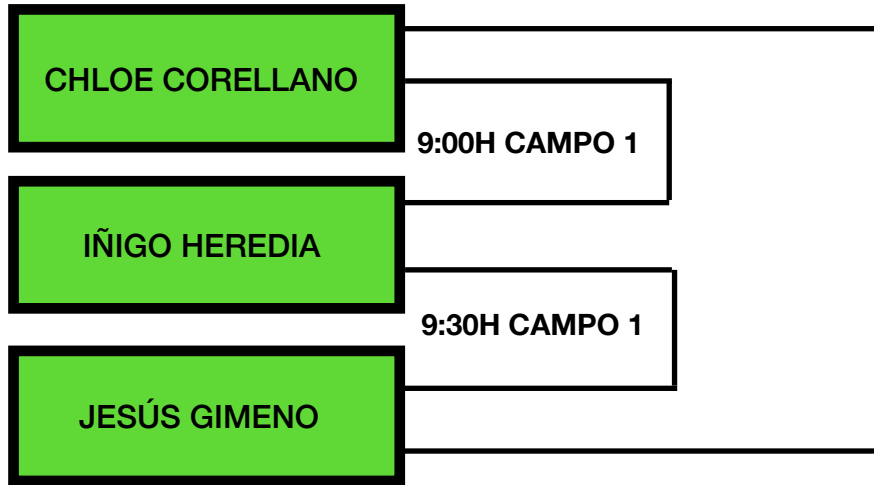 CHLOE CORELLANO
9:00H CAMPO 1
IÑIGO HEREDIA
9:30H CAMPO 1
JESÚS GIMENO